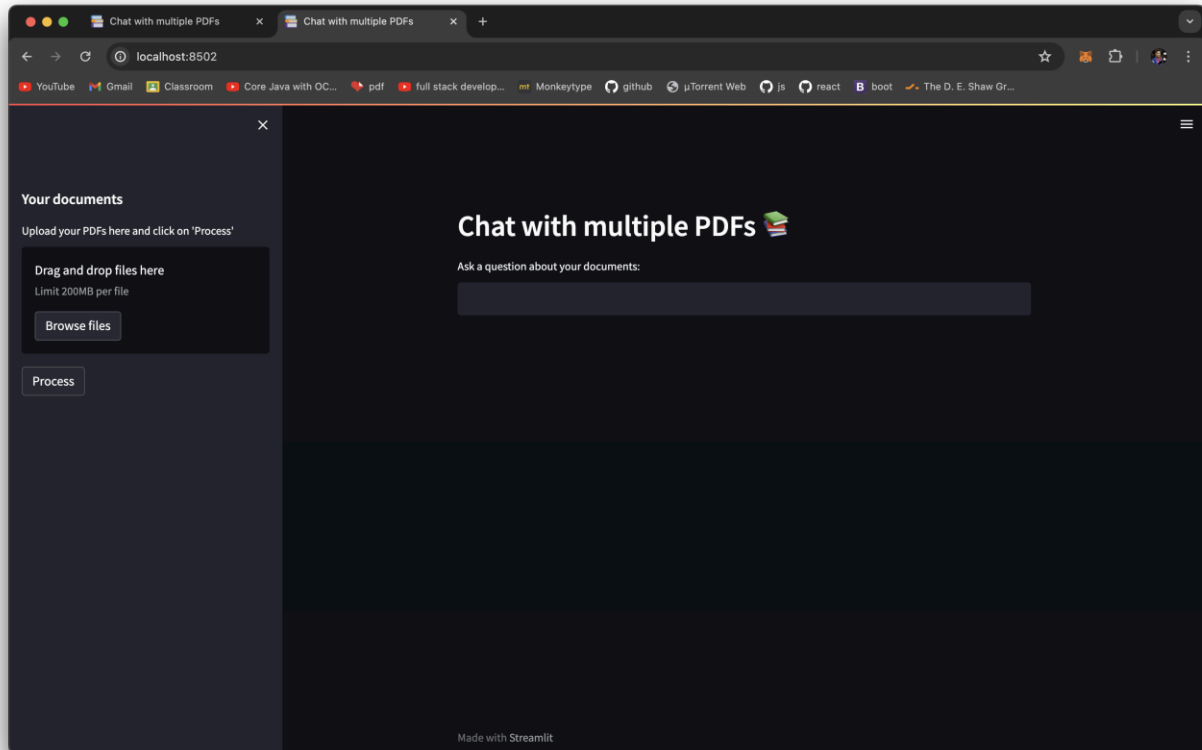 Chat with multiple PDFs
Chat with multiple PDFs
localhost:8502
YouTube Gmail Classroom Core Java with OC... pdf full stack develop... mt Monkeytype github µTorrent Web js react B boot The D. E. Shaw Gr...
Your documents
Upload your PDFs here and click on 'Process'
Drag and drop files here
Limit 200MB per file
Browse files
Process
Chat with multiple PDFs
Ask a question about your documents:
Made with Streamlit